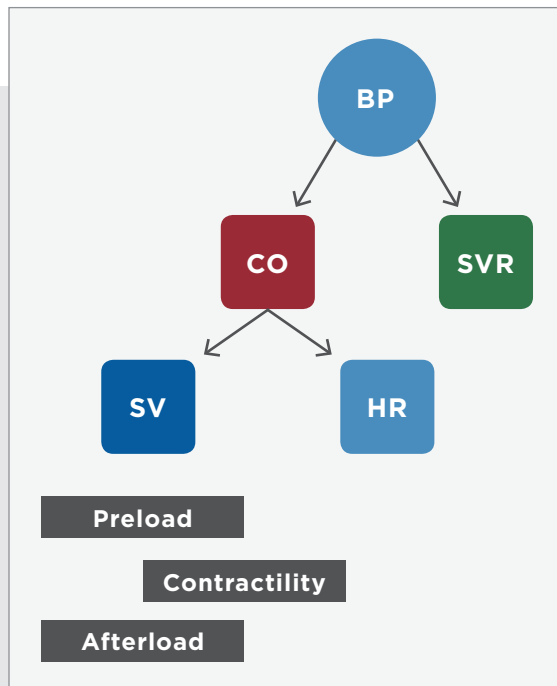 BP
CO
SVR
SV
HR
Preload
Contractility
Afterload